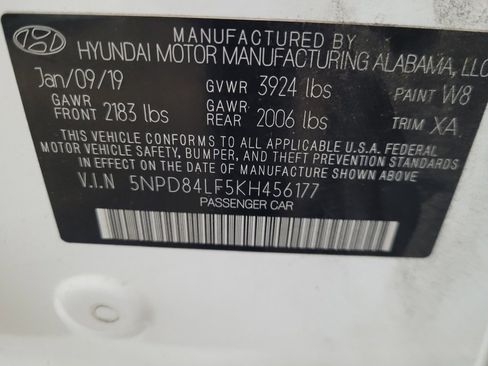 MANUFACTURED BY
HYUNDAI MOTOR MANUFACTURING ALABAMA, LLC
Jan/09/19 GVWR 3924 lbs PAINT W8
GAWR FRONT 2183 lbs GAWR REAR 2006 lbs TRIM XA
THIS VEHICLE CONFORMS TO ALL APPLICABLE U.S.A. FEDERAL
MOTOR VEHICLE SAFETY, BUMPER, AND THEFT PREVENTION STANDARDS
IN EFFECT ON THE DATE OF MANUFACTURE SHOWN ABOVE.
V.I.N 5NPD84LF5KH456177
PASSENGER CAR